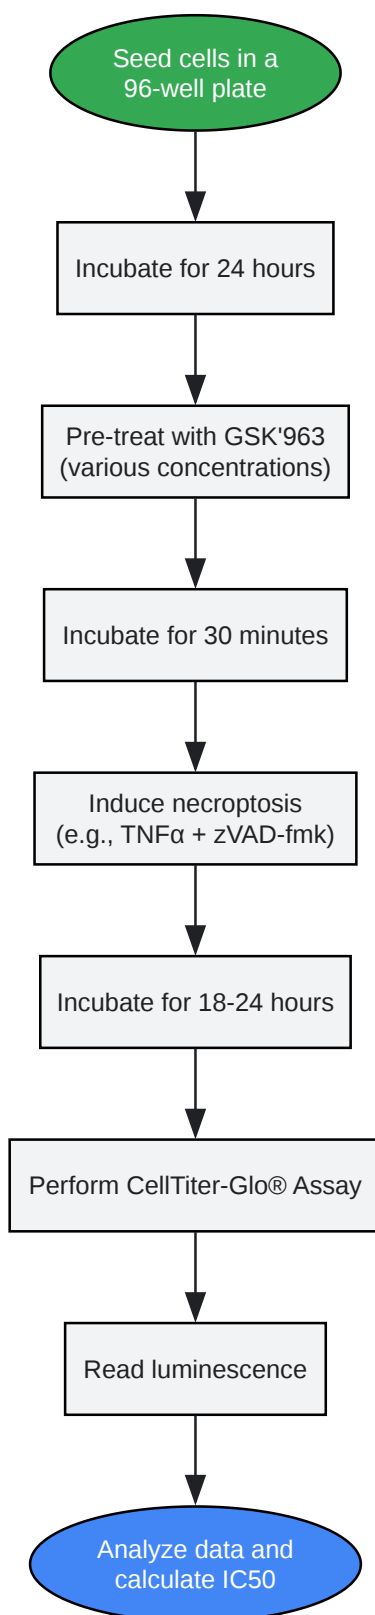 Seed cells in a
96-well plate
Incubate for 24 hours
Pre-treat with GSK'963
(various concentrations)
Incubate for 30 minutes
Induce necroptosis
(e.g., TNFα + zVAD-fmk)
Incubate for 18-24 hours
Perform CellTiter-Glo® Assay
Read luminescence
Analyze data and
calculate IC50